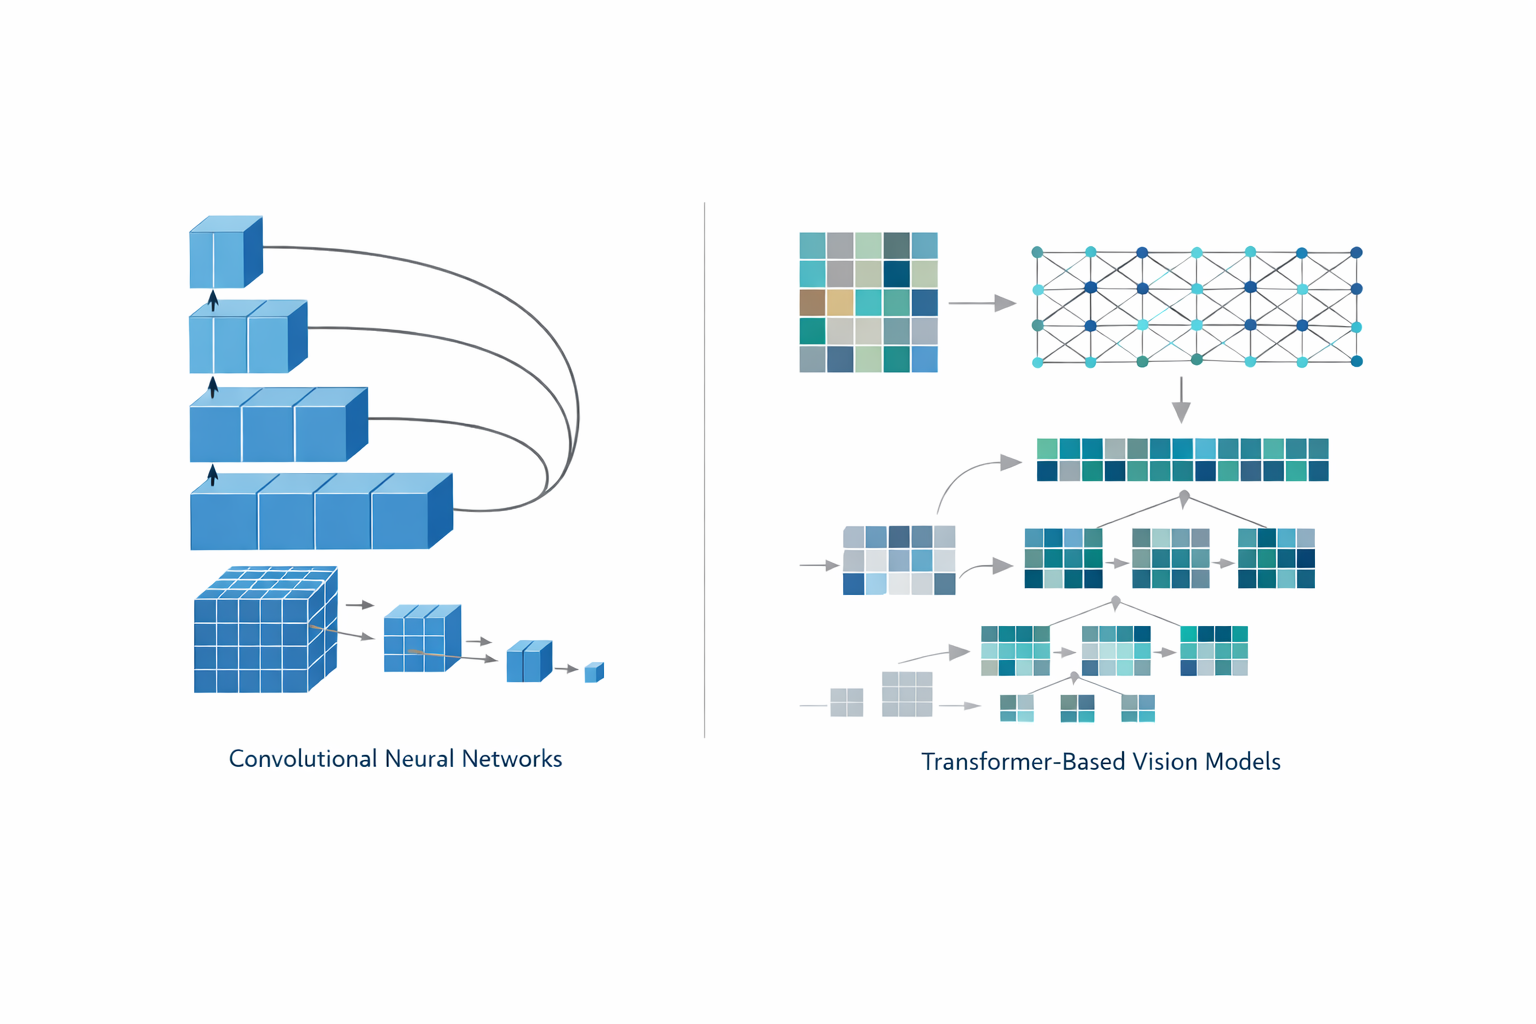 Convolutional Neural Networks
Transformer-Based Vision Models